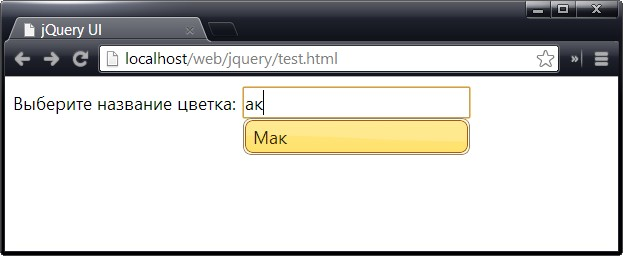 jQuery UI
localhost/web/jquery/test.html
Выберите название цветка: ак
Мак